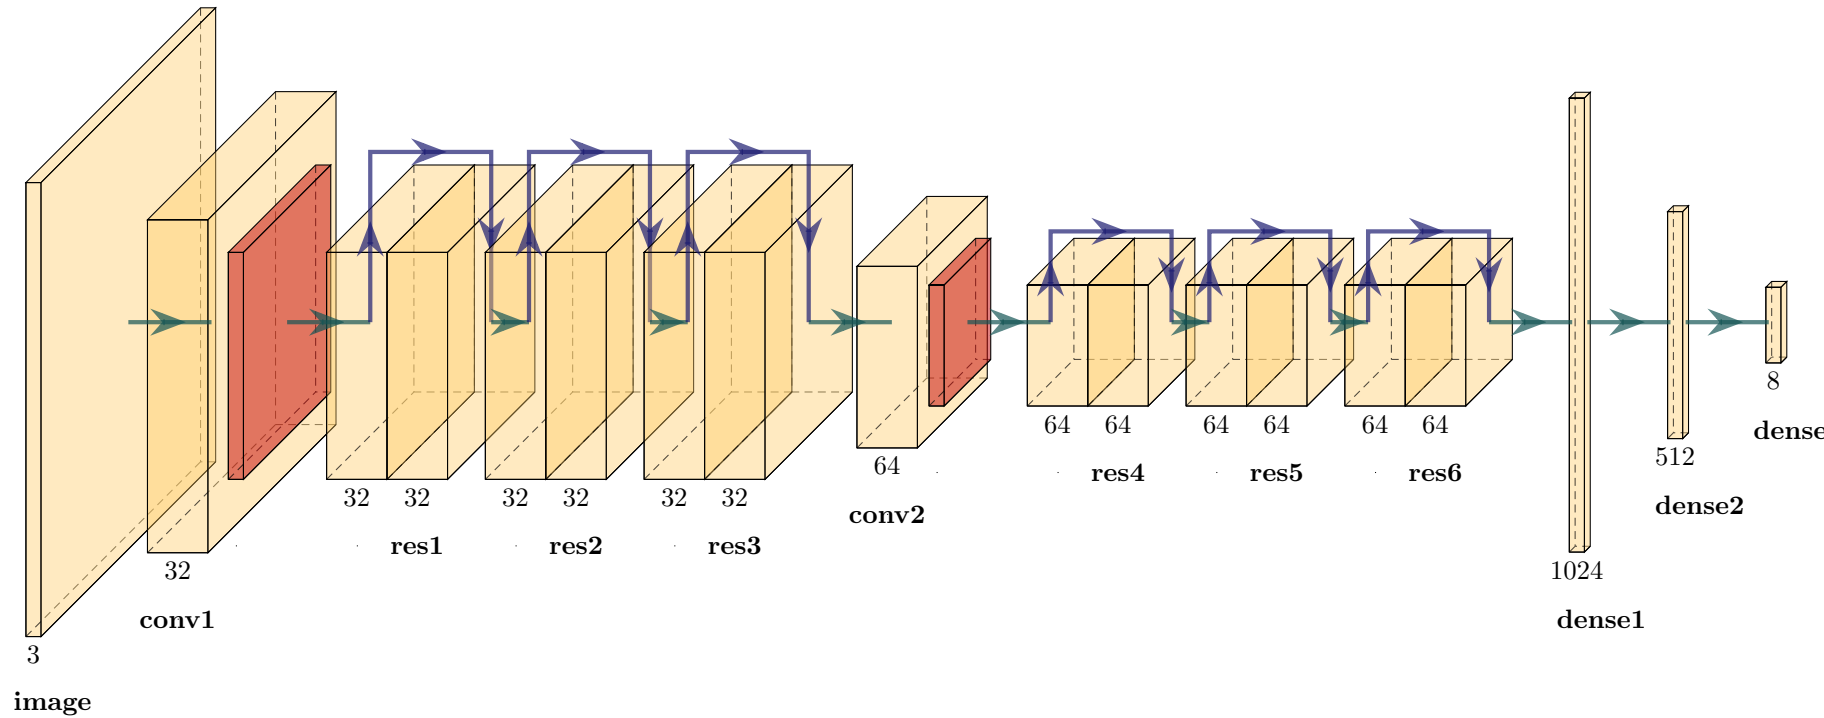 3
image
32
conv1
32 32
res1
32 32
res2
32 32
res3
64
conv2
64 64
res4
64 64
res5
64 64
res6
1024
dense1
512
dense2
8
dense